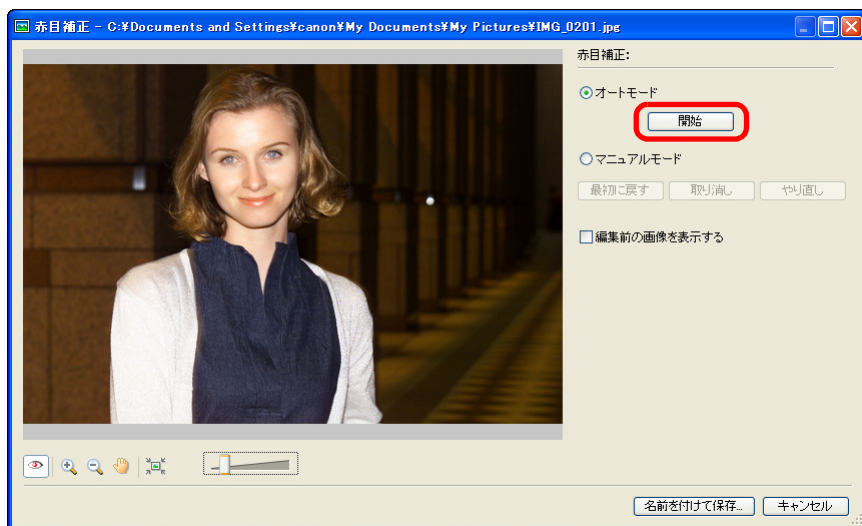 赤目補正 - C:¥Documents and Settings¥canon¥My Documents¥My Pictures¥IMG_0201.jpg
赤目補正:
オートモード
開始
マニュアルモード
最初に戻す 取り消し やり直し
編集前の画像を表示する
名前を付けて保存... キャンセル